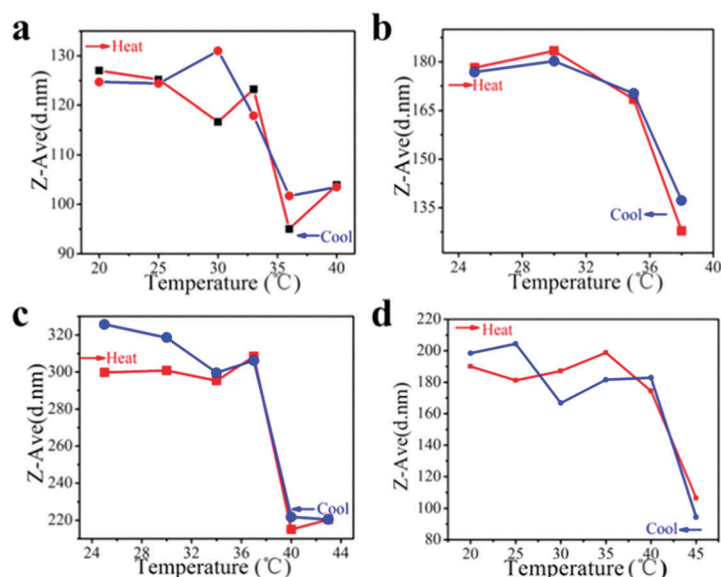 a
Heat
Z-Ave(d.nm)
130
120
110
100
90
20 25 30 35 40
Cool
Temperature (℃)
b
Heat
Z-Ave(d.nm)
180
165
150
135
24 28 32 36 40
Cool
Temperature (℃)
c
Heat
Z-Ave(d.nm)
320
300
280
260
240
220
24 28 32 36 40 44
Cool
Temperature (℃)
d
Heat
Z-Ave(d.nm)
220
200
180
160
140
120
100
80
20 25 30 35 40 45
Cool
Temperature (℃)